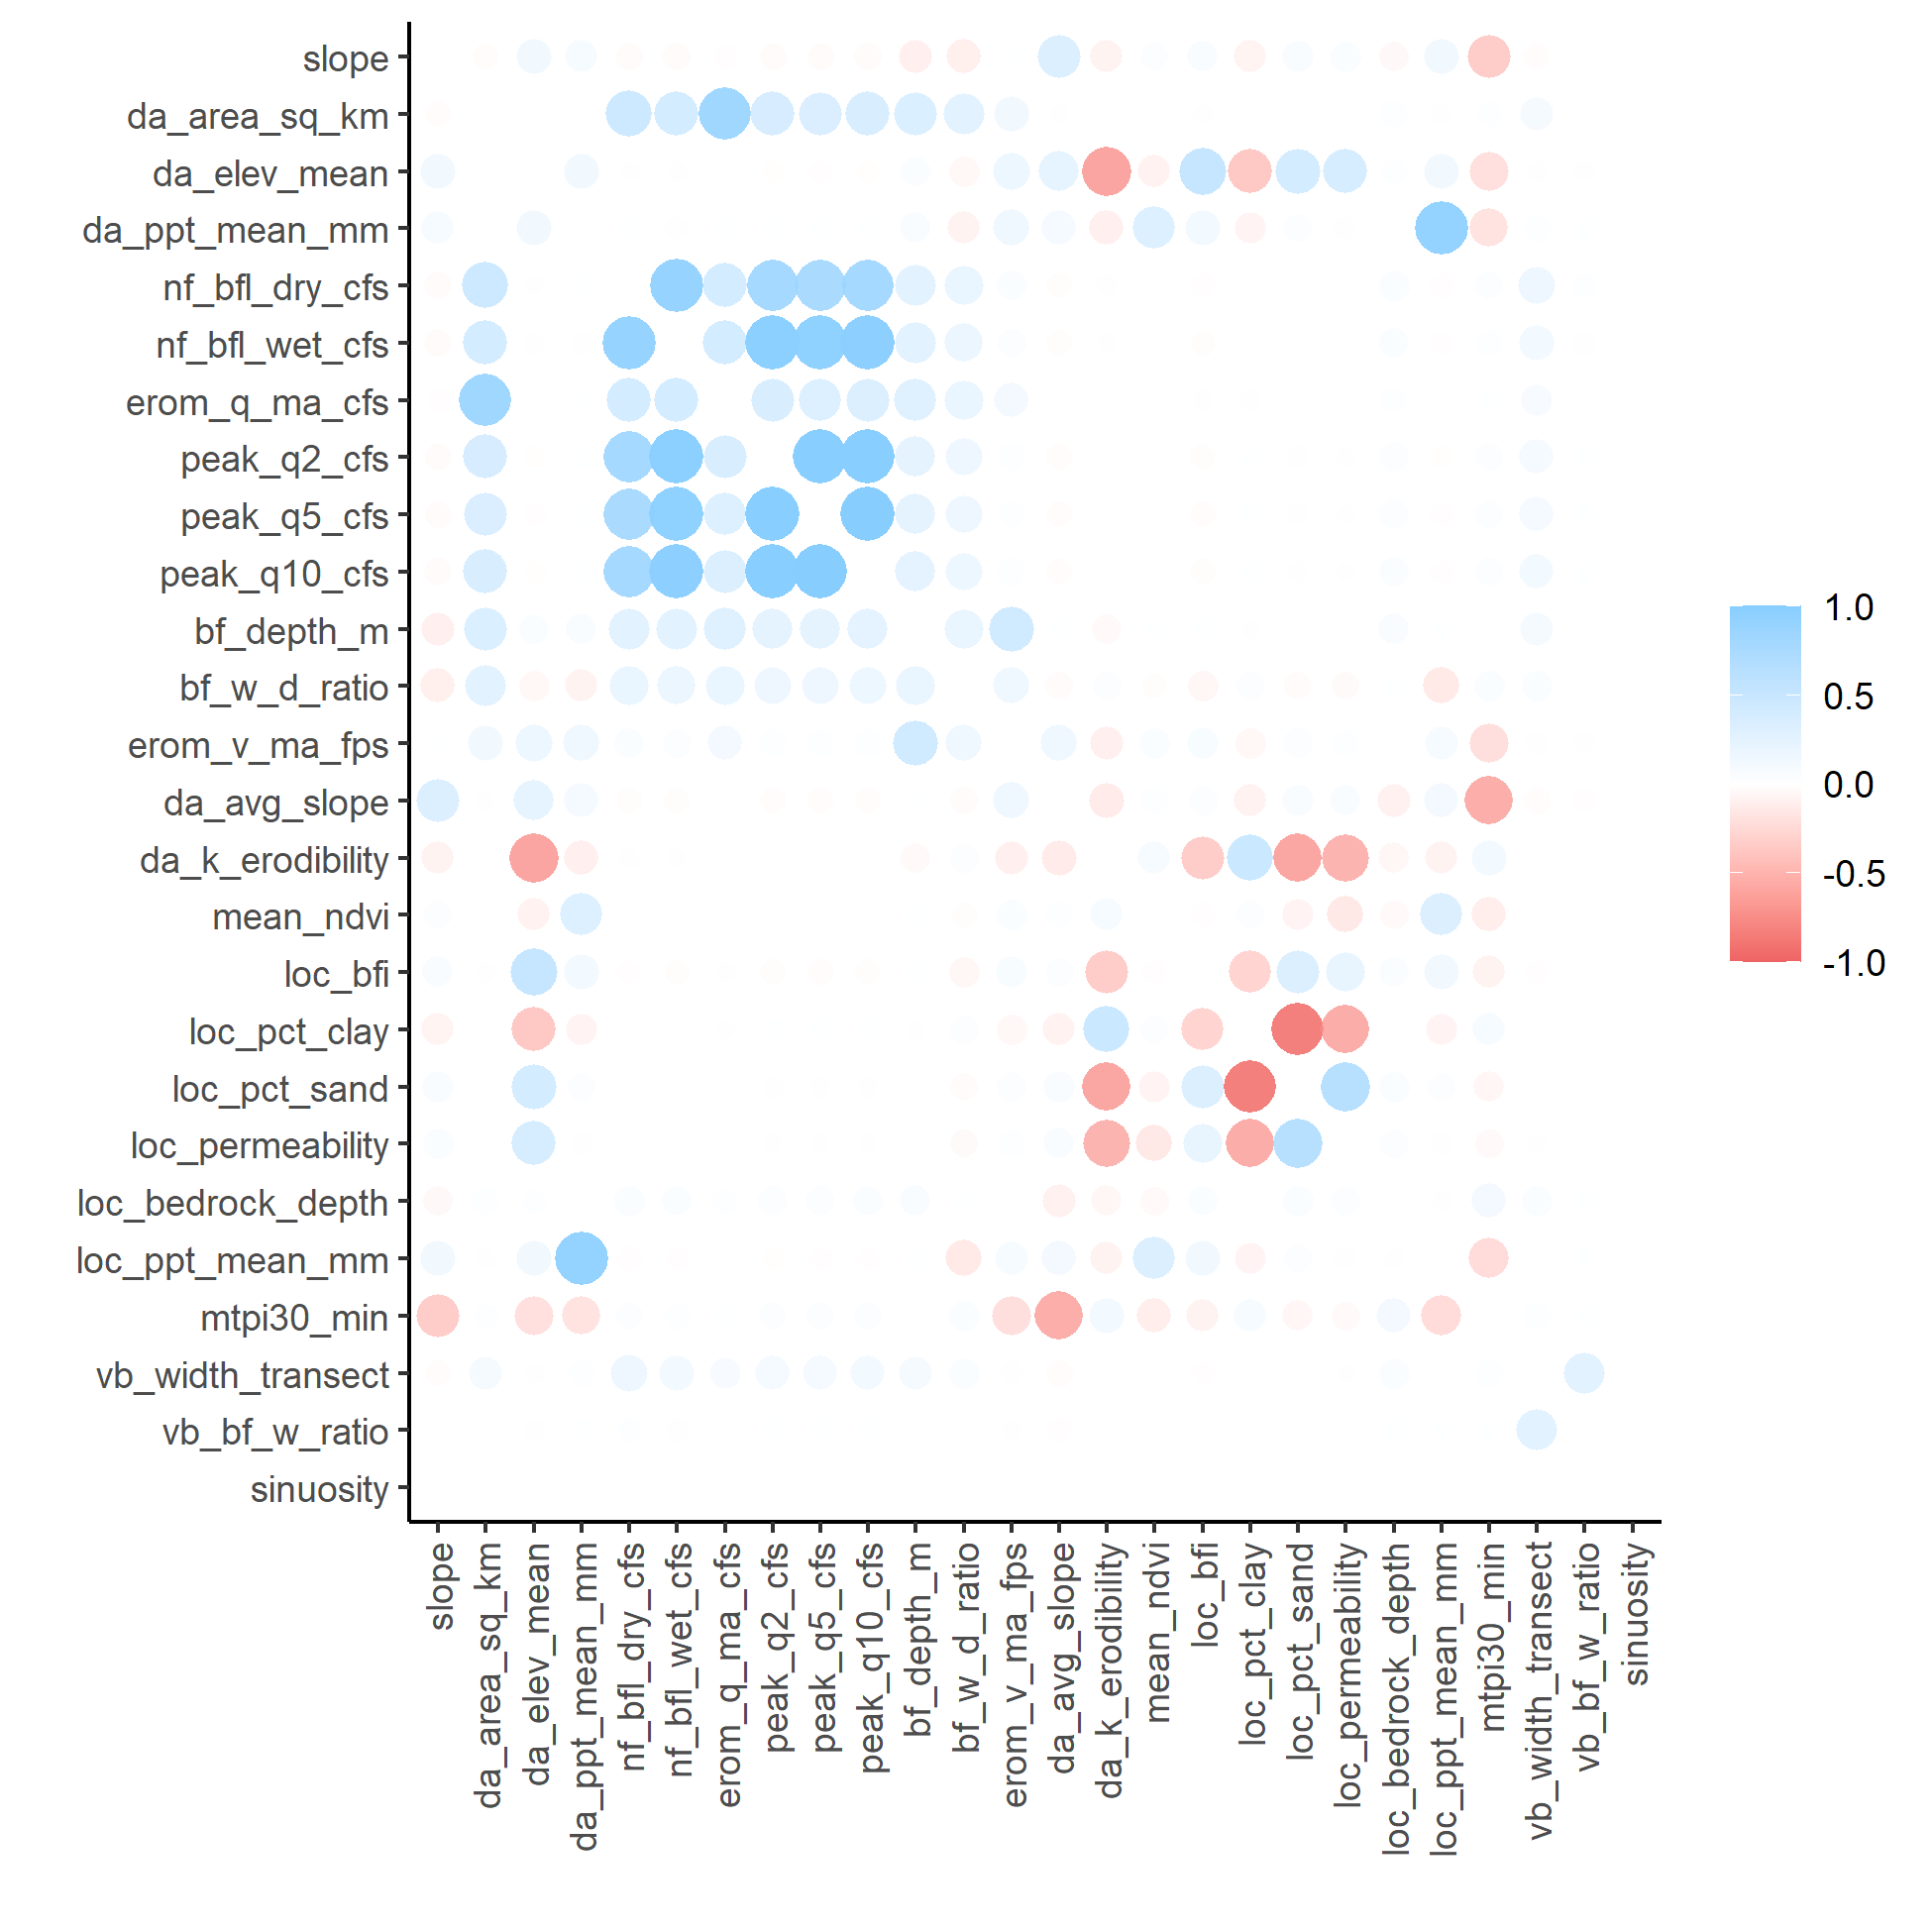 slope
da_area_sq_km
da_elev_mean
da_ppt_mean_mm
nf_bfl_dry_cfs
nf_bfl_wet_cfs
erom_q_ma_cfs
peak_q2_cfs
peak_q5_cfs
peak_q10_cfs
bf_depth_m
bf_w_d_ratio
erom_v_ma_fps
da_avg_slope
da_k_erodibility
mean_ndvi
loc_bfi
loc_pct_clay
loc_pct_sand
loc_permeability
loc_bedrock_depth
loc_ppt_mean_mm
mtpi30_min
vb_width_transect
vb_bf_w_ratio
sinuosity
slope
da_area_sq_km
da_elev_mean
da_ppt_mean_mm
nf_bfl_dry_cfs
nf_bfl_wet_cfs
erom_q_ma_cfs
peak_q2_cfs
peak_q5_cfs
peak_q10_cfs
bf_depth_m
bf_w_d_ratio
erom_v_ma_fps
da_avg_slope
da_k_erodibility
mean_ndvi
loc_bfi
loc_pct_clay
loc_pct_sand
loc_permeability
loc_bedrock_depth
loc_ppt_mean_mm
mtpi30_min
vb_width_transect
vb_bf_w_ratio
sinuosity
1.0
0.5
0.0
-0.5
-1.0